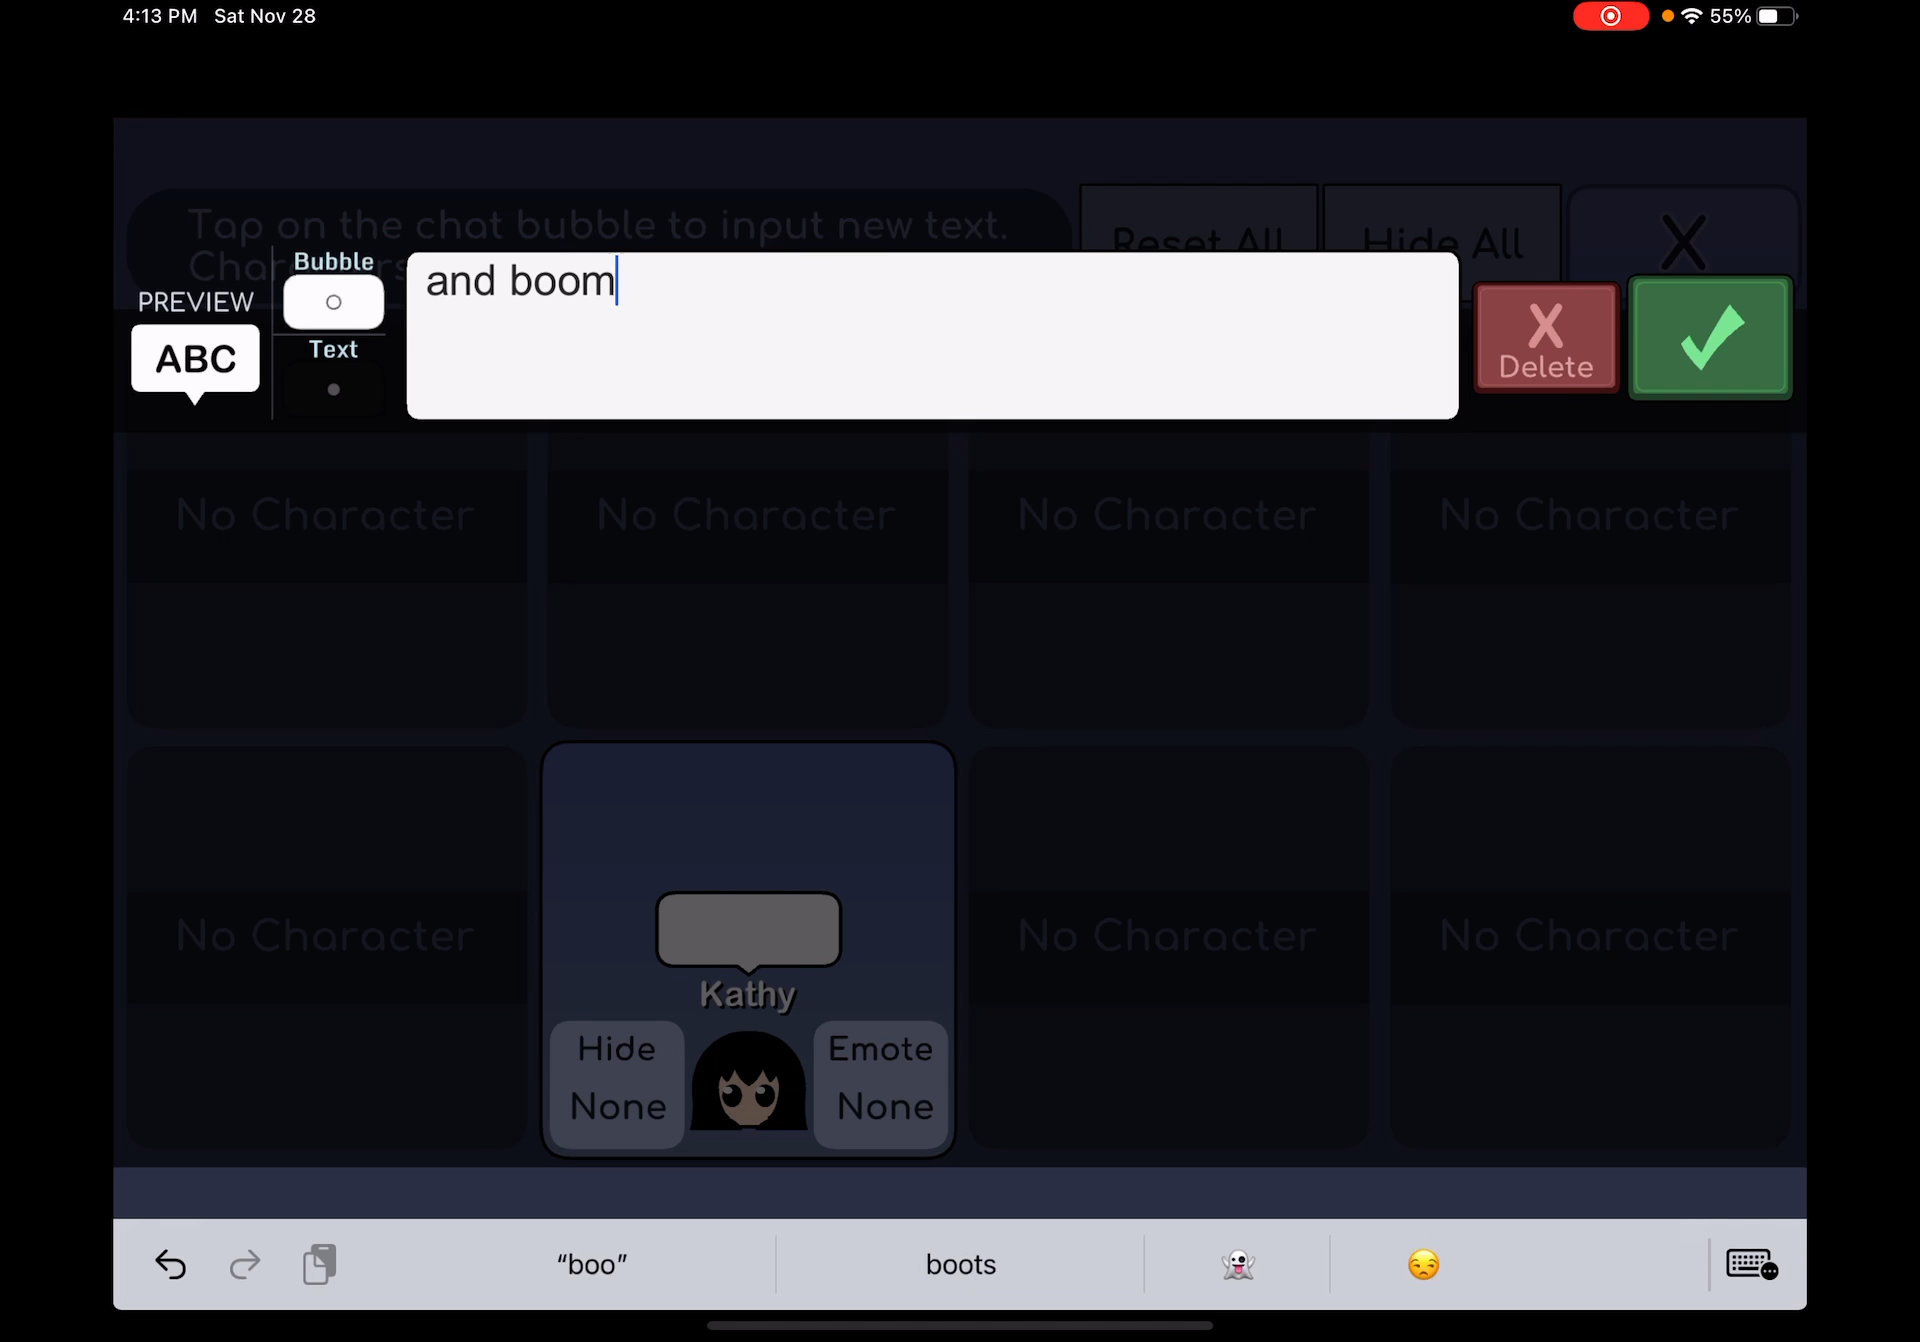 4:13 PM Sat Nov 28
55%
Tap on the chat bubble to input new text.
Reset All
Hide All
X
Bubble
PREVIEW
ABC
Text
and boom
X
Delete
No Character
No Character
No Character
No Character
No Character
Kathy
Hide
None
Emote
None
No Character
No Character
“boo”
boots